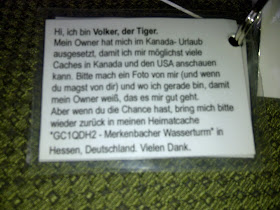 Hi, ich bin Volker, der Tiger.
Mein Owner hat mich im Kanada- Urlaub
ausgesetzt, damit ich mir möglichst viele
Caches in Kanada und den USA anschauen
kann. Bitte mach ein Foto von mir (und wenn
du magst von dir) und wo ich gerade bin, damit
mein Owner weiß, das es mir gut geht.
Aber wenn du die Chance hast, bring mich bitte
wieder zurück in meinen Heimatcache
"GC1QDH2 - Merkenbacher Wasserturm" in
Hessen, Deutschland. Vielen Dank.